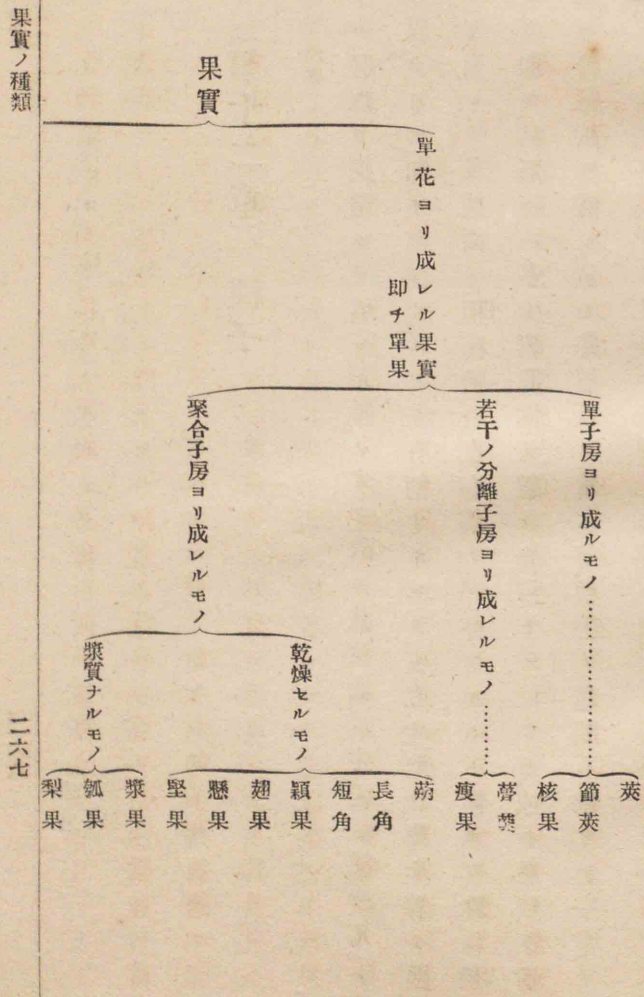 果實
單花ヨリ成レル果實
即チ單果
單子房ヨリ成ルモノ………………
莢
節莢
核果
若干ノ分離子房ヨリ成レルモノ………
蓇葖
瘦果
聚合子房ヨリ成レルモノ
乾燥セルモノ
蒴
長角
短角
穎果
翅果
懸果
堅果
漿質ナルモノ
漿果
瓠果
梨果
果實ノ種類
二六七